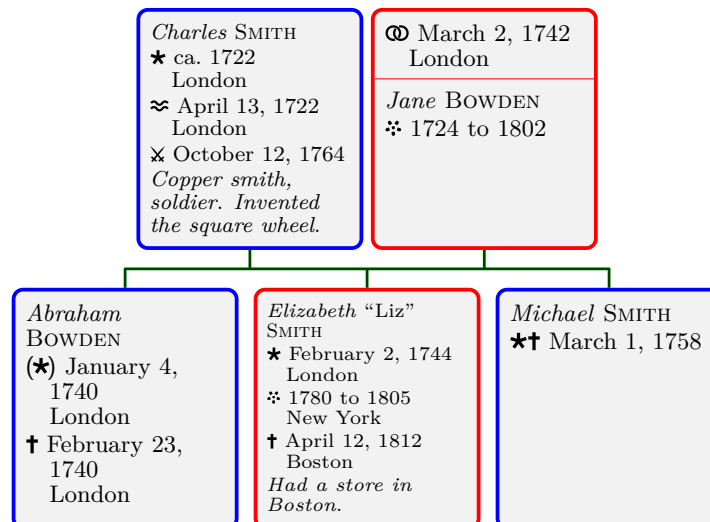 Charles SMITH
★ ca. 1722
London
≈ April 13, 1722
London
⚔ October 12, 1764
Copper smith,
soldier. Invented
the square wheel.
⚭ March 2, 1742
London
Jane BOWDEN
⁘ 1724 to 1802
Abraham
BOWDEN
(★) January 4,
1740
London
✝ February 23,
1740
London
Elizabeth “Liz”
SMITH
★ February 2, 1744
London
⁘ 1780 to 1805
New York
✝ April 12, 1812
Boston
Had a store in
Boston.
Michael SMITH
★✝ March 1, 1758